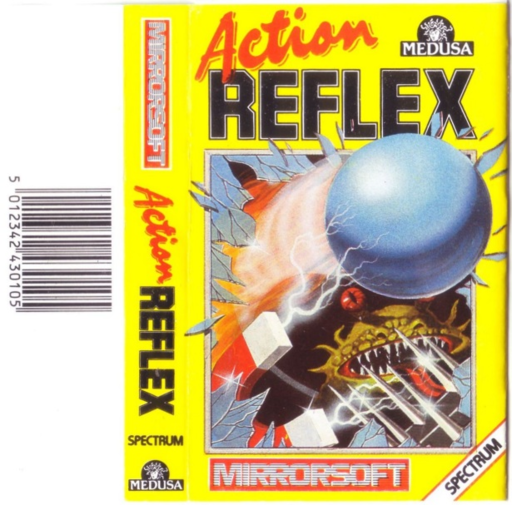 5 012342 430105
MIRRORSOFT
Action
REFLEX
SPECTRUM
MEDUSA
Action
REFLEX
MEDUSA
MIRRORSOFT
SPECTRUM